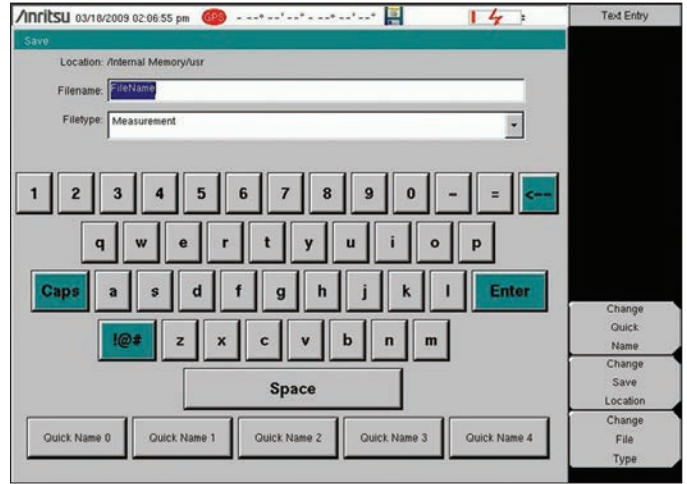 /Inritsu 03/18/2009 02:06:55 pm GPS - --°--'--" - --°--'--"
Text Entry
Save
Location: /Internal Memory/usr
Filename: FileName
Filetype: Measurement
1 2 3 4 5 6 7 8 9 0 - = <--
q w e r t y u i o p
Caps a s d f g h j k l Enter
!@# z x c v b n m
Space
Quick Name 0 Quick Name 1 Quick Name 2 Quick Name 3 Quick Name 4
Change
Quick
Name
Change
Save
Location
Change
File
Type